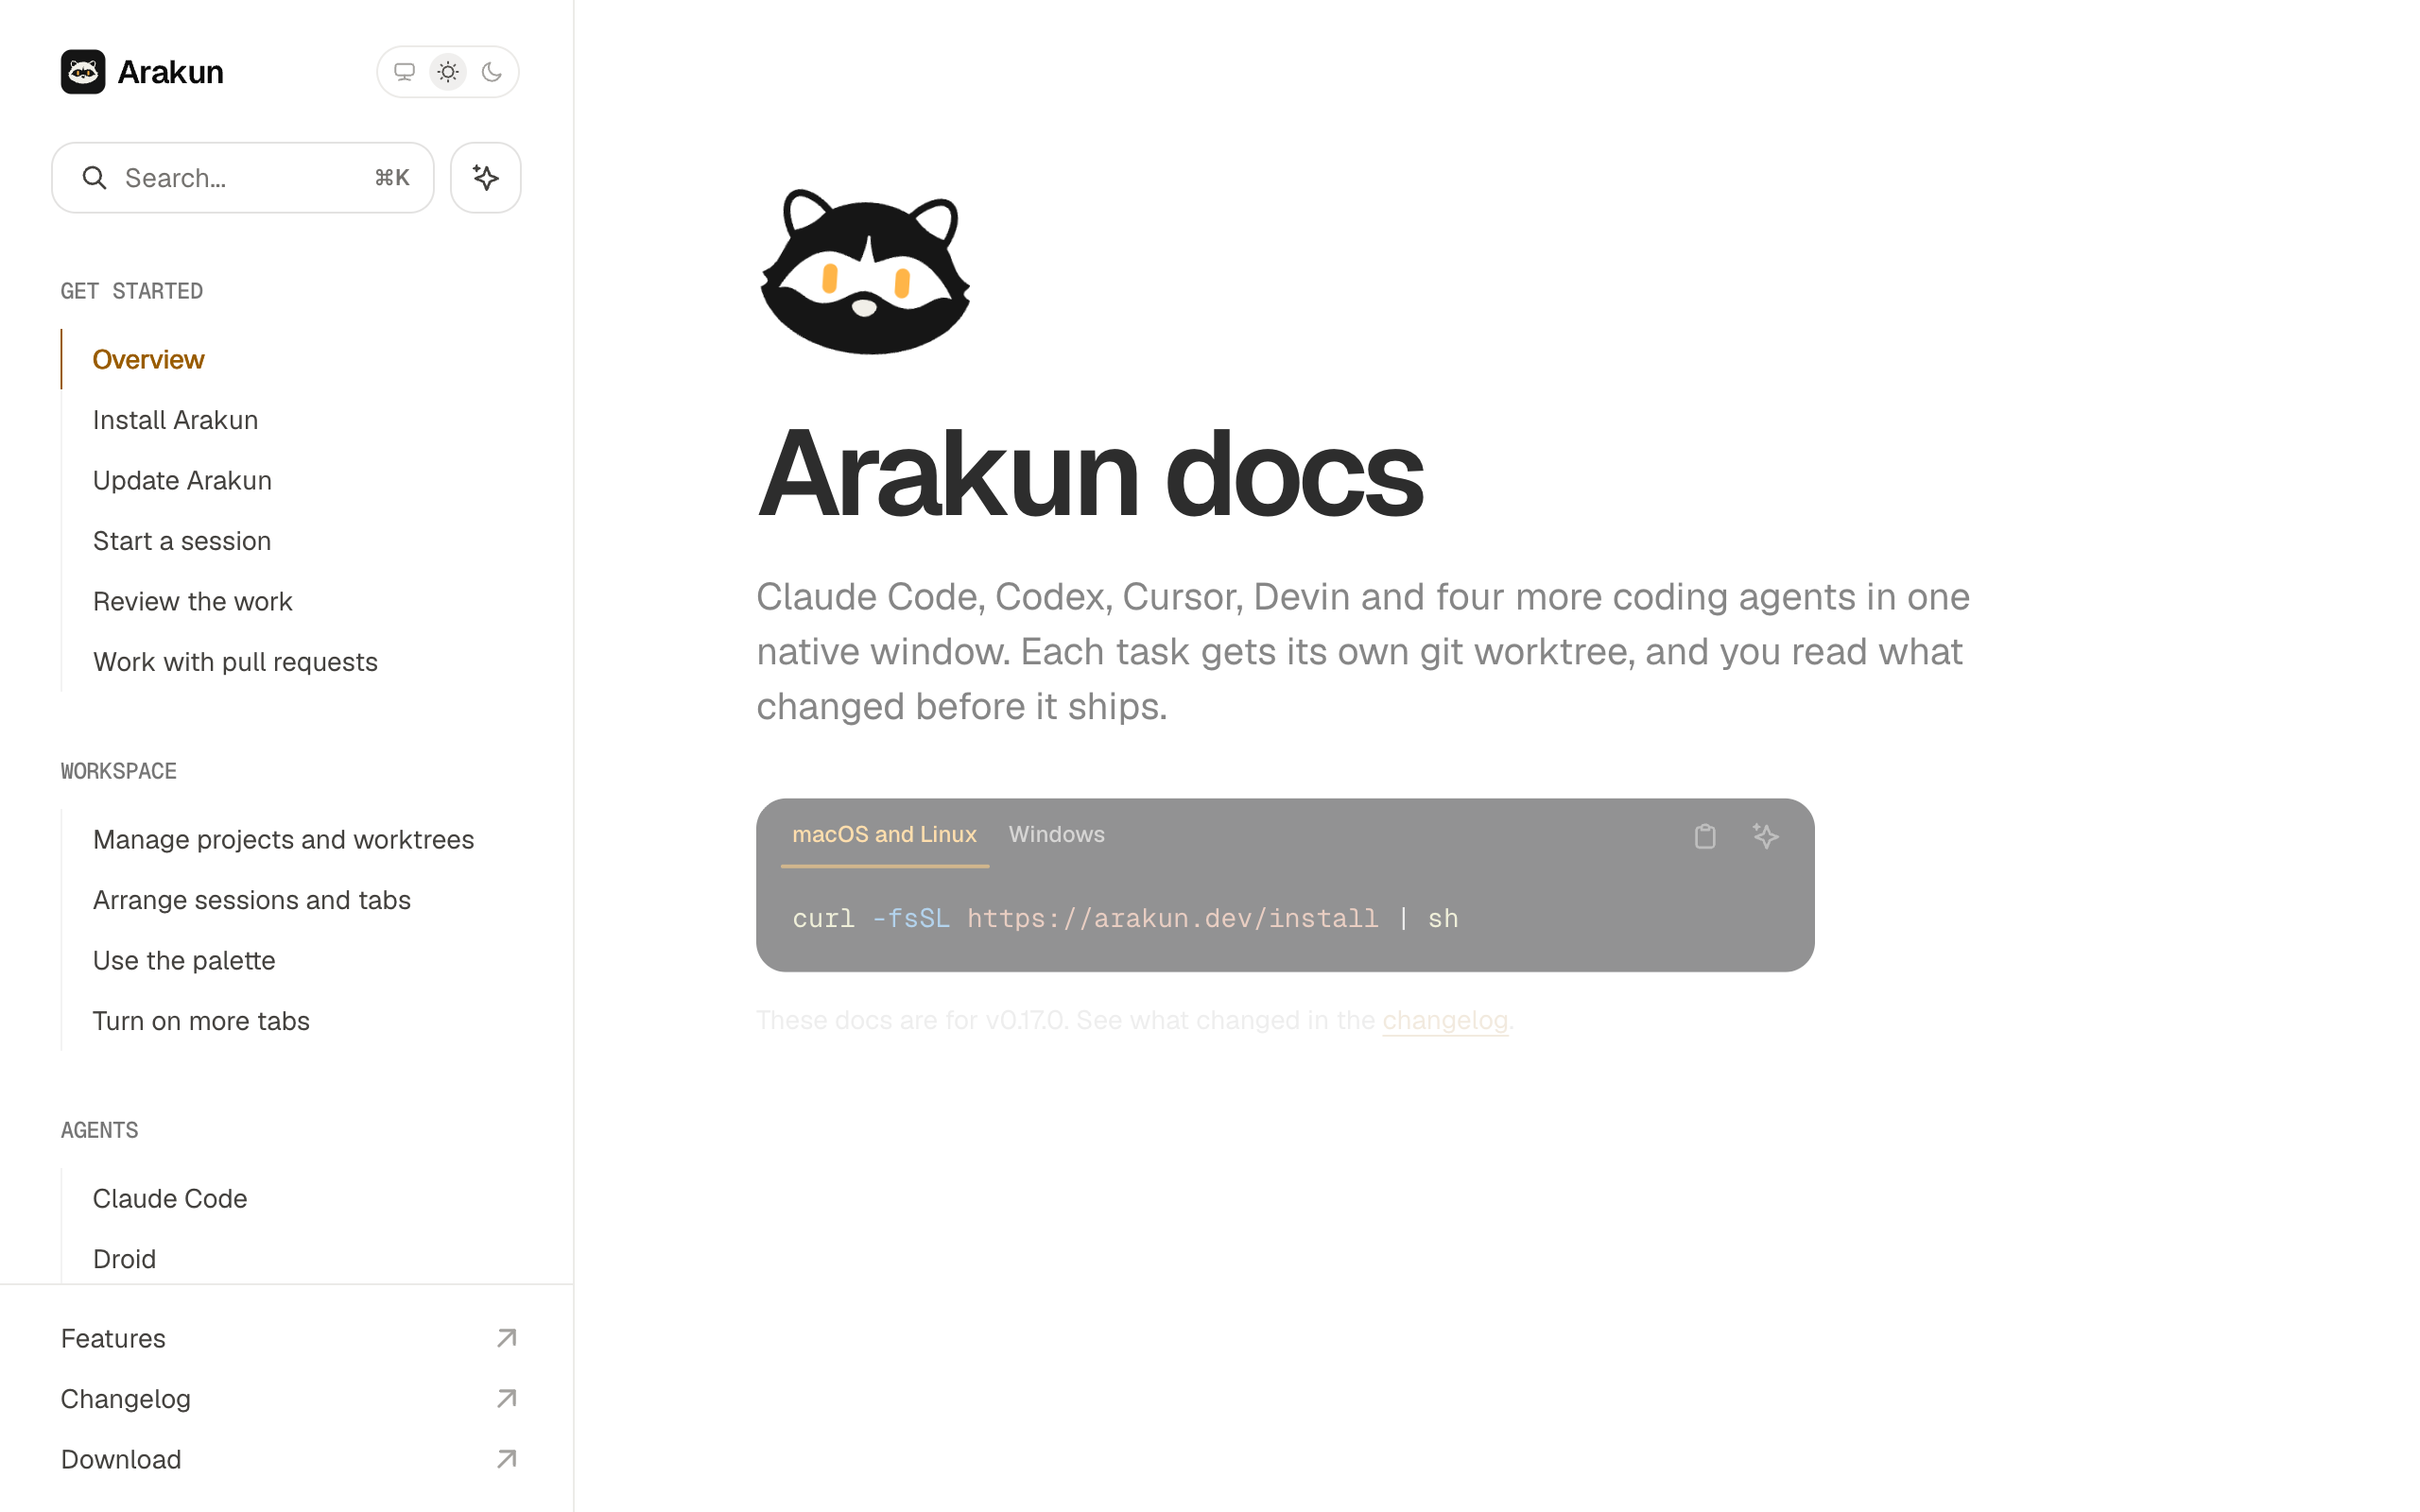 Arakun
Search...
⌘K
GET STARTED
Overview
Install Arakun
Update Arakun
Start a session
Review the work
Work with pull requests
WORKSPACE
Manage projects and worktrees
Arrange sessions and tabs
Use the palette
Turn on more tabs
AGENTS
Claude Code
Droid
Features
Changelog
Download
Arakun docs
Claude Code, Codex, Cursor, Devin and four more coding agents in one
native window. Each task gets its own git worktree, and you read what
changed before it ships.
macOS and Linux
Windows
curl -fsSL https://arakun.dev/install | sh
These docs are for v0.17.0. See what changed in the changelog.